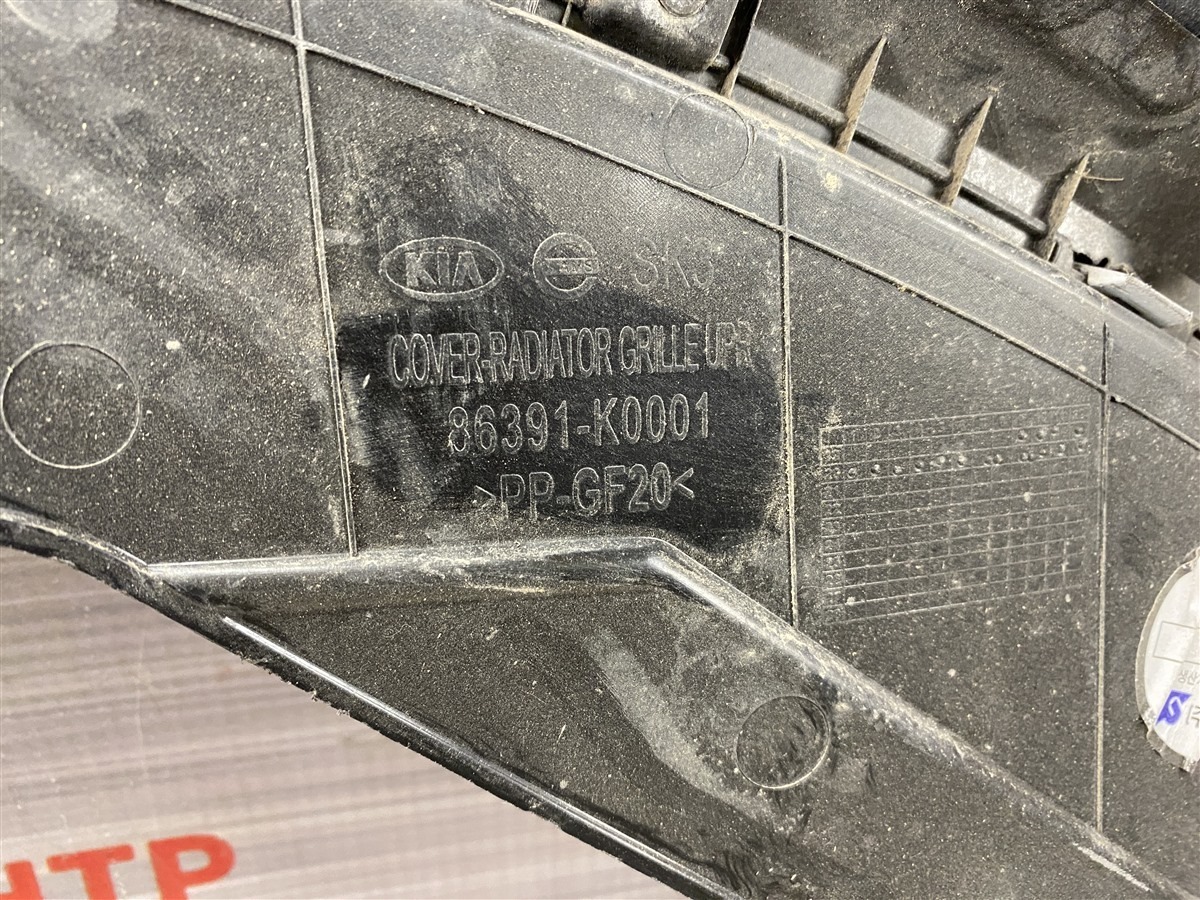 KIA SK3
COVER-RADIATOR GRILLE UPR
86391-K0001
>PP-GF20<
НТР